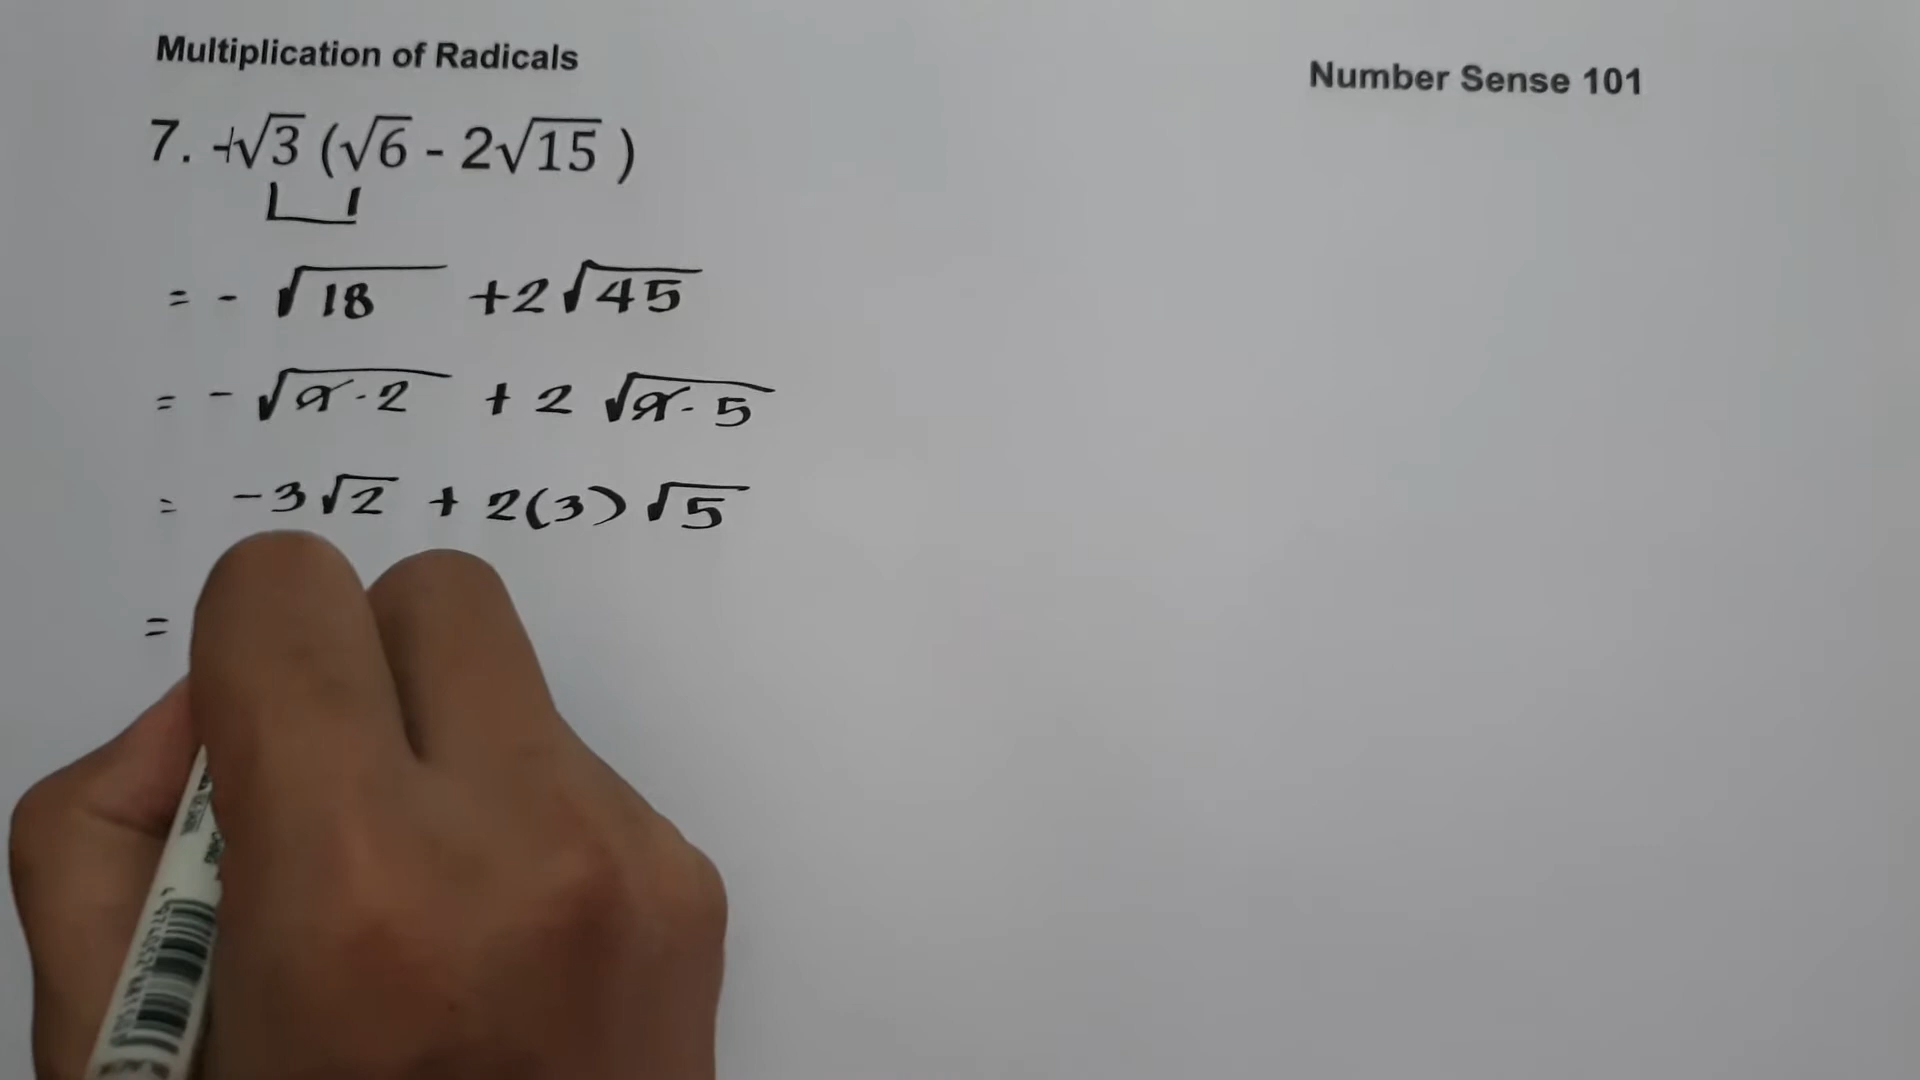 Multiplication of Radicals
Number Sense 101
7. -√3 (√6 - 2√15 )
= - √18 +2√45
= - √9·2 + 2 √9·5
= -3√2 + 2(3) √5
=